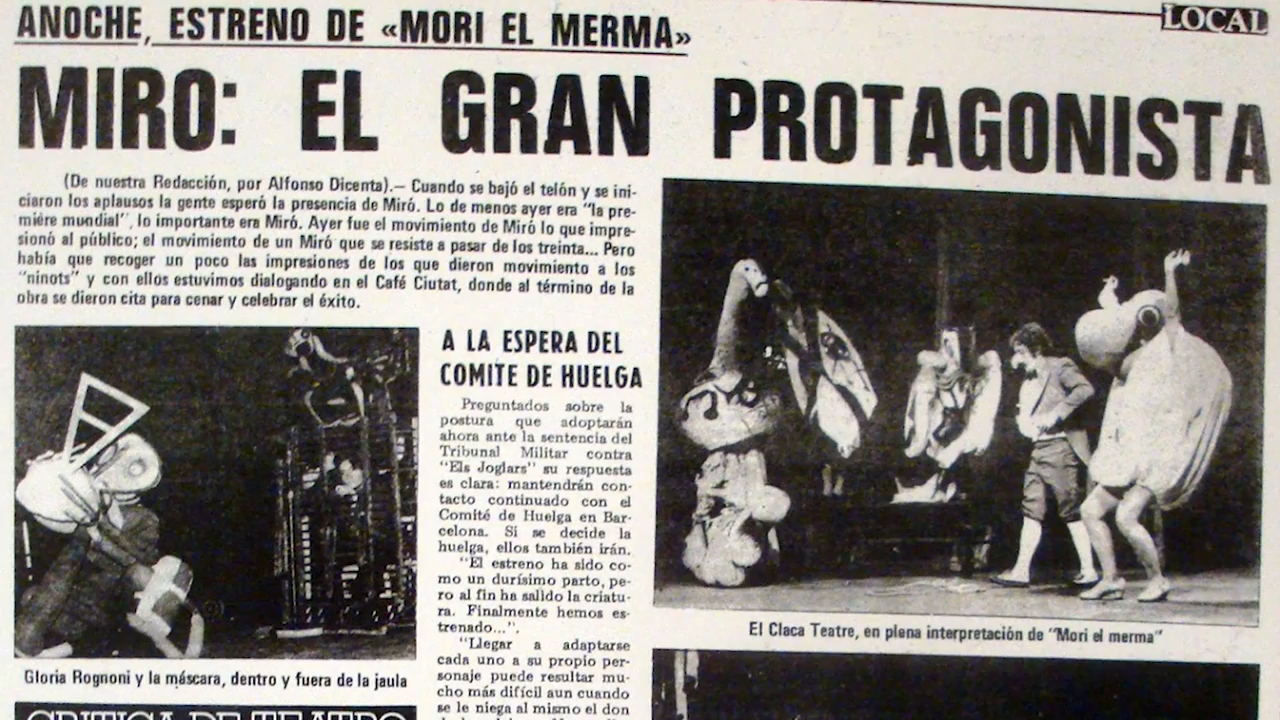 ANOCHE, ESTRENO DE «MORI EL MERMA»
LOCAL
MIRO: EL GRAN PROTAGONISTA
(De nuestra Redacción, por Alfonso Dicenta).— Cuando se bajó el telón y se ini-
ciaron los aplausos la gente esperó la presencia de Miró. Lo de menos ayer era "la pre-
mière mundial", lo importante era Miró. Ayer fue el movimiento de Miró lo que impre-
sionó al público; el movimiento de un Miró que se resiste a pasar de los treinta... Pero
había que recoger un poco las impresiones de los que dieron movimiento a los
"ninots" y con ellos estuvimos dialogando en el Café Ciutat, donde al término de la
obra se dieron cita para cenar y celebrar el éxito.
A LA ESPERA DEL
COMITE DE HUELGA
Preguntados sobre la
postura que adoptarán
ahora ante la sentencia del
Tribunal Militar contra
"Els Joglars" su respuesta
es clara: mantendrán con-
tacto continuado con el
Comité de Huelga en Bar-
celona. Si se decide la
huelga, ellos también irán.
"El estreno ha sido co-
mo un durísimo parto, pe-
ro al fin ha salido la criatu-
ra. Finalmente hemos es-
trenado...".
"Llegar a adaptarse
cada uno a su propio per-
sonaje puede resultar mu-
cho más difícil aun cuando
se le niega al mismo el don
El Claca Teatre, en plena interpretación de "Mori el merma"
Gloria Rognoni y la máscara, dentro y fuera de la jaula
CRITICA DE TEATRO